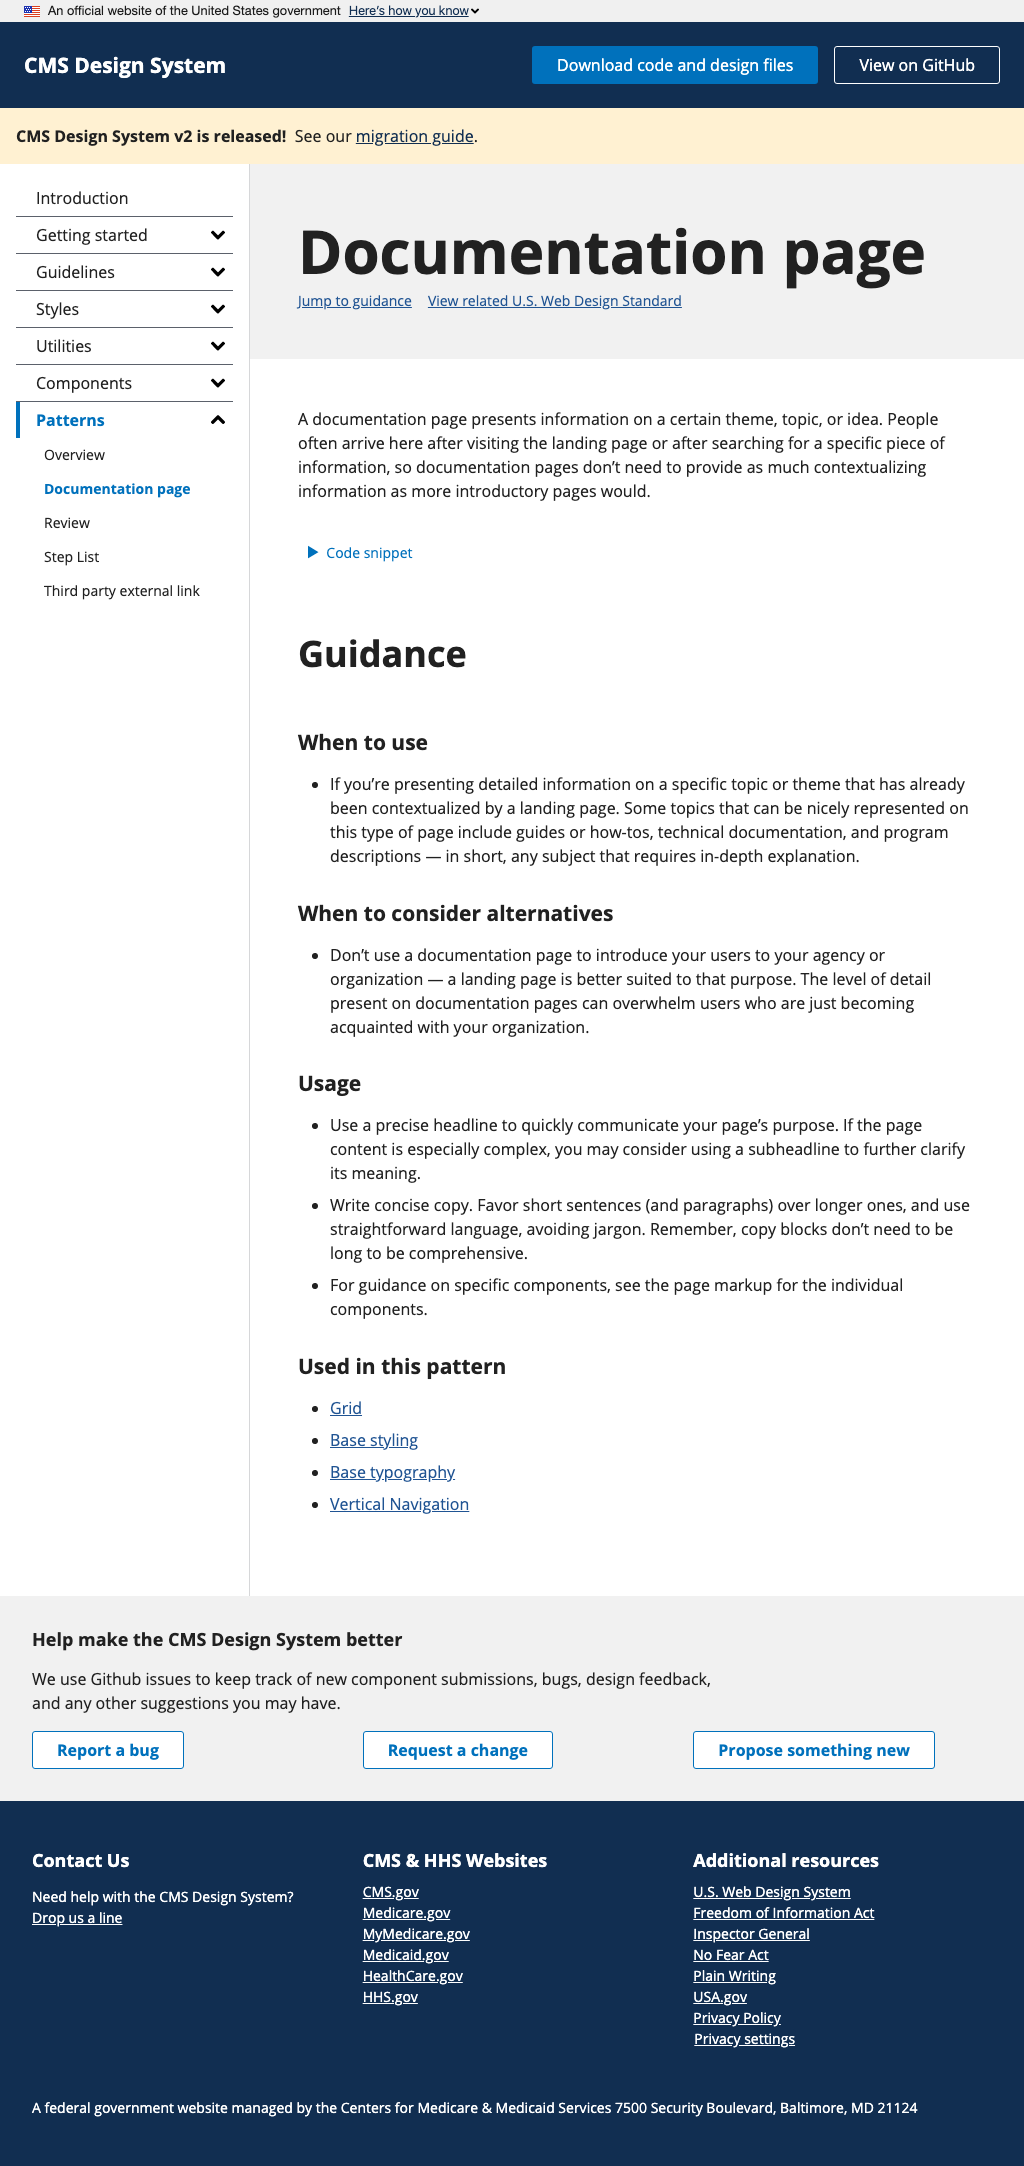 An official website of the United States government Here's how you know
CMS Design System
Download code and design files
View on GitHub
CMS Design System v2 is released! See our migration guide.
Introduction
Getting started
Guidelines
Styles
Utilities
Components
Patterns
Overview
Documentation page
Review
Step List
Third party external link
Documentation page
Jump to guidance View related U.S. Web Design Standard
A documentation page presents information on a certain theme, topic, or idea. People
often arrive here after visiting the landing page or after searching for a specific piece of
information, so documentation pages don’t need to provide as much contextualizing
information as more introductory pages would.
Code snippet
Guidance
When to use
• If you’re presenting detailed information on a specific topic or theme that has already
been contextualized by a landing page. Some topics that can be nicely represented on
this type of page include guides or how-tos, technical documentation, and program
descriptions — in short, any subject that requires in-depth explanation.
When to consider alternatives
• Don’t use a documentation page to introduce your users to your agency or
organization — a landing page is better suited to that purpose. The level of detail
present on documentation pages can overwhelm users who are just becoming
acquainted with your organization.
Usage
• Use a precise headline to quickly communicate your page’s purpose. If the page
content is especially complex, you may consider using a subheadline to further clarify
its meaning.
• Write concise copy. Favor short sentences (and paragraphs) over longer ones, and use
straightforward language, avoiding jargon. Remember, copy blocks don’t need to be
long to be comprehensive.
• For guidance on specific components, see the page markup for the individual
components.
Used in this pattern
• Grid
• Base styling
• Base typography
• Vertical Navigation
Help make the CMS Design System better
We use Github issues to keep track of new component submissions, bugs, design feedback,
and any other suggestions you may have.
Report a bug
Request a change
Propose something new
Contact Us
Need help with the CMS Design System?
Drop us a line
CMS & HHS Websites
CMS.gov
Medicare.gov
MyMedicare.gov
Medicaid.gov
HealthCare.gov
HHS.gov
Additional resources
U.S. Web Design System
Freedom of Information Act
Inspector General
No Fear Act
Plain Writing
USA.gov
Privacy Policy
Privacy settings
A federal government website managed by the Centers for Medicare & Medicaid Services 7500 Security Boulevard, Baltimore, MD 21124